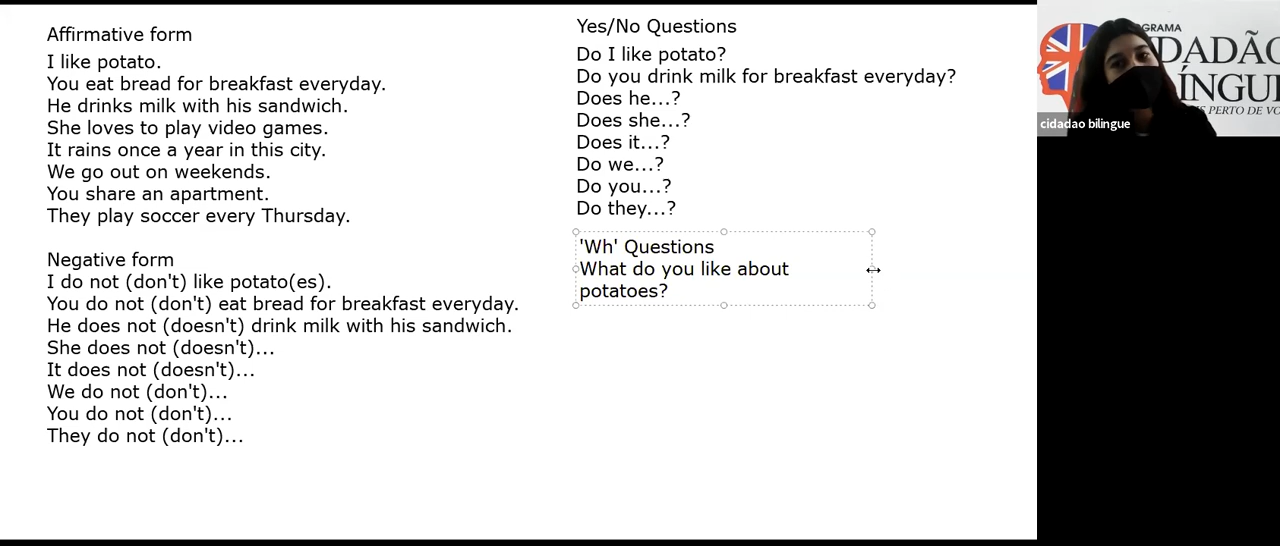 Affirmative form
I like potato.
You eat bread for breakfast everyday.
He drinks milk with his sandwich.
She loves to play video games.
It rains once a year in this city.
We go out on weekends.
You share an apartment.
They play soccer every Thursday.
Negative form
I do not (don't) like potato(es).
You do not (don't) eat bread for breakfast everyday.
He does not (doesn't) drink milk with his sandwich.
She does not (doesn't)...
It does not (doesn't)...
We do not (don't)...
You do not (don't)...
They do not (don't)...
Yes/No Questions
Do I like potato?
Do you drink milk for breakfast everyday?
Does he...?
Does she...?
Does it...?
Do we...?
Do you...?
Do they...?
'Wh' Questions
What do you like about
potatoes?
GRAMA
DADÃO
ÍNGU
PERTO DE VO
cidadao bilingue